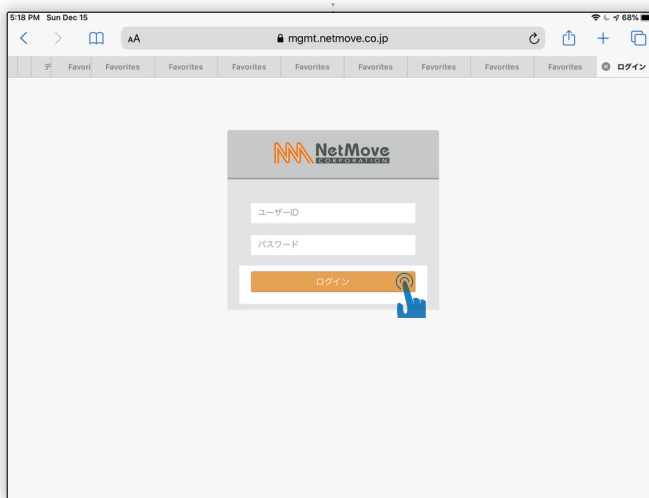 5:18 PM Sun Dec 15 68%
AA mgmt.netmove.co.jp
デ Favori Favorites Favorites Favorites Favorites Favorites Favorites Favorites Favorites ログイン
NetMove
CORPORATION
ユーザーID
パスワード
ログイン